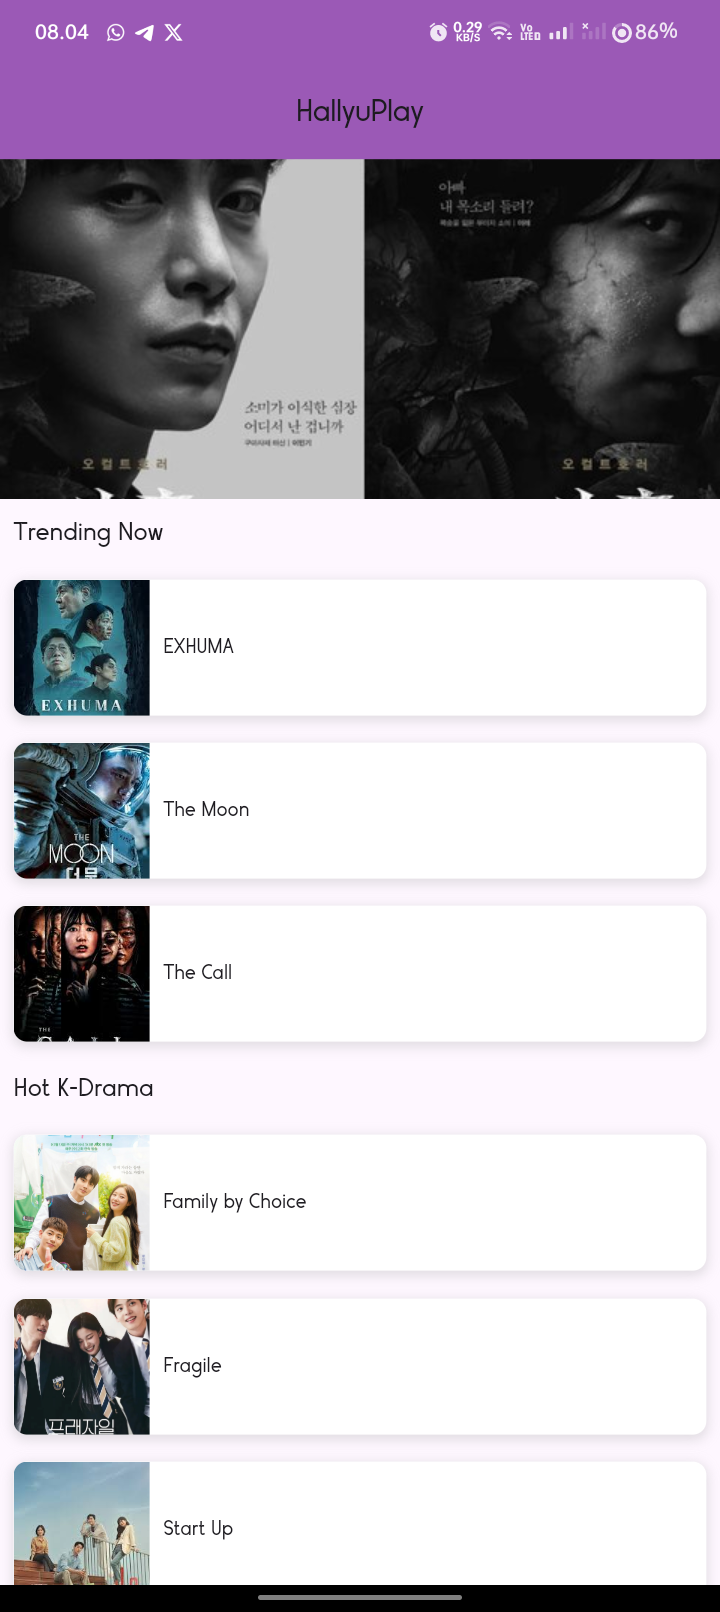 08.04
0.29
KB/S
Vo
LTE
86%
HallyuPlay
아빠
내 목소리 들려?
소미가 이식한 심장
어디서 난 겁니까
오컬트호러
오컬트호러
Trending Now
EXHUMA
EXHUMA
THE
MOON
더 문
The Moon
THE
CALL
The Call
Hot K-Drama
Family by Choice
프래자일
Fragile
Start Up